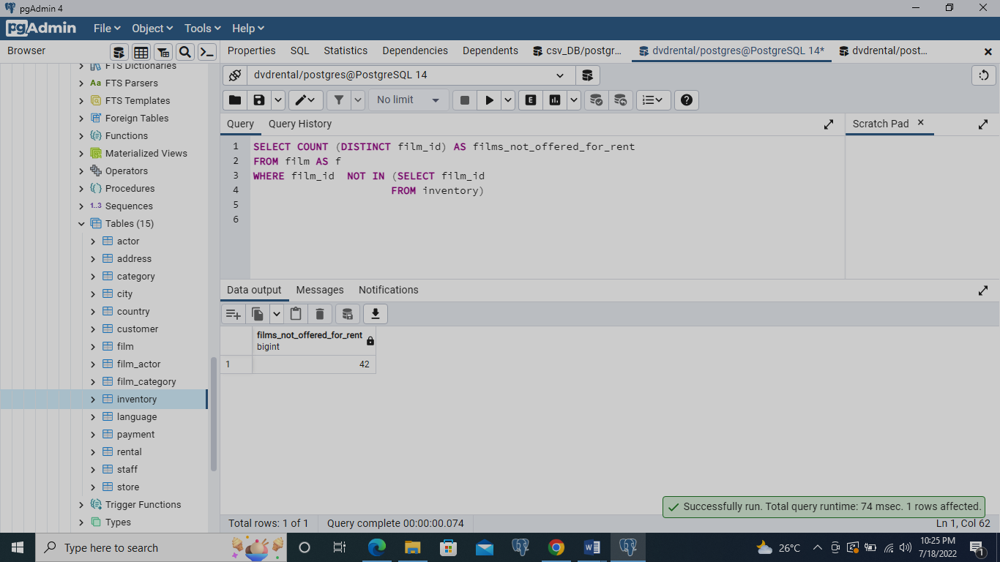 pgAdmin 4
pgAdmin File Object Tools Help
Browser
Properties SQL Statistics Dependencies Dependents csv_DB/postgr... dvdrental/postgres@PostgreSQL 14* dvdrental/post...
FTS Dictionaries
Aa FTS Parsers
FTS Templates
Foreign Tables
Functions
Materialized Views
Operators
Procedures
1..3 Sequences
Tables (15)
actor
address
category
city
country
customer
film
film_actor
film_category
inventory
language
payment
rental
staff
store
Trigger Functions
Types
dvdrental/postgres@PostgreSQL 14
No limit E
Query Query History
Scratch Pad
1 SELECT COUNT (DISTINCT film_id) AS films_not_offered_for_rent
2 FROM film AS f
3 WHERE film_id  NOT IN (SELECT film_id
4 FROM inventory)
5
6
Data output Messages Notifications
films_not_offered_for_rent
bigint
1 42
Successfully run. Total query runtime: 74 msec. 1 rows affected.
Total rows: 1 of 1 Query complete 00:00:00.074 Ln 1, Col 62
Type here to search
26°C
10:25 PM
7/18/2022
1